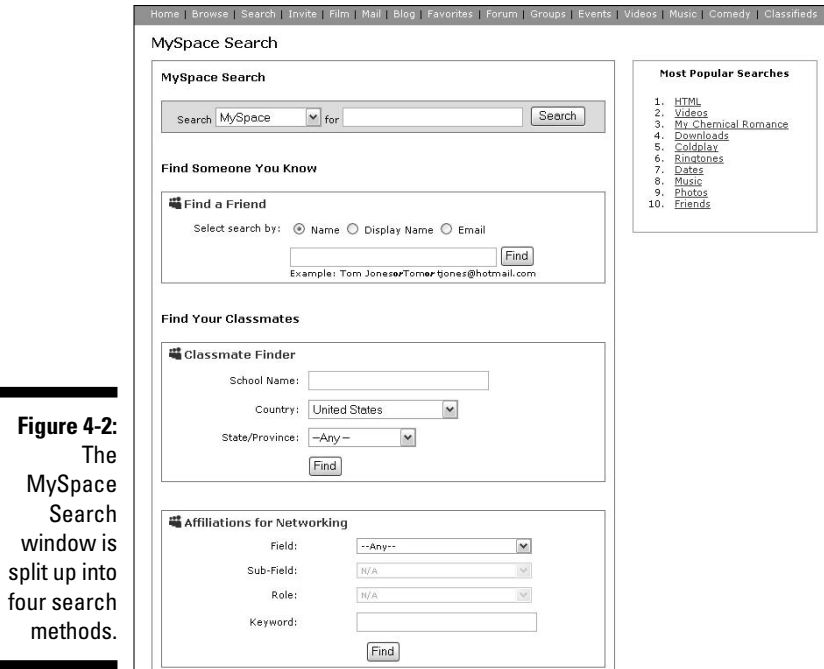 Home | Browse | Search | Invite | Film | Mail | Blog | Favorites | Forum | Groups | Events | Videos | Music | Comedy | Classifieds
MySpace Search
MySpace Search
Search MySpace for Search
Find Someone You Know
Find a Friend
Select search by: Name Display Name Email
Find
Example: Tom JonesorTomor tjones@hotmail.com
Find Your Classmates
Classmate Finder
School Name:
Country: United States
State/Province: –Any–
Find
Affiliations for Networking
Field: --Any--
Sub-Field: N/A
Role: N/A
Keyword:
Find
Most Popular Searches
1. HTML
2. Videos
3. My Chemical Romance
4. Downloads
5. Coldplay
6. Ringtones
7. Dates
8. Music
9. Photos
10. Friends
Figure 4-2:
The
MySpace
Search
window is
split up into
four search
methods.